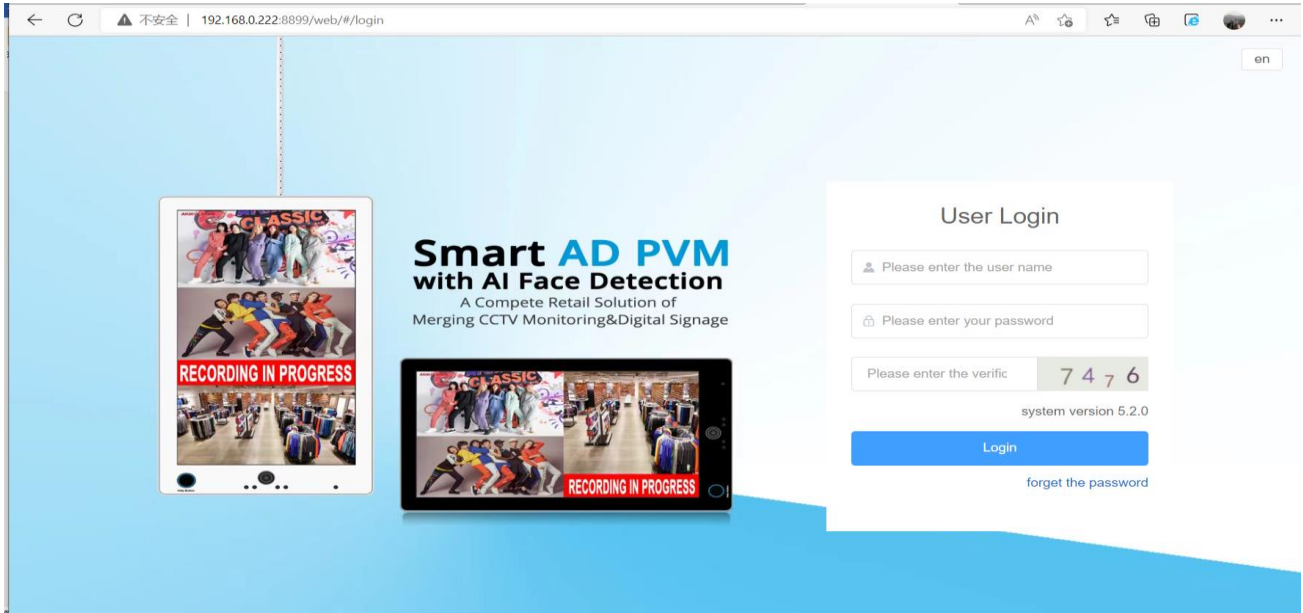 不安全 | 192.168.0.222:8899/web/#/login
en
CLASSIC
RECORDING IN PROGRESS
Smart AD PVM
with AI Face Detection
A Compete Retail Solution of
Merging CCTV Monitoring&Digital Signage
CLASSIC
RECORDING IN PROGRESS
User Login
Please enter the user name
Please enter your password
Please enter the verific
7476
system version 5.2.0
Login
forget the password